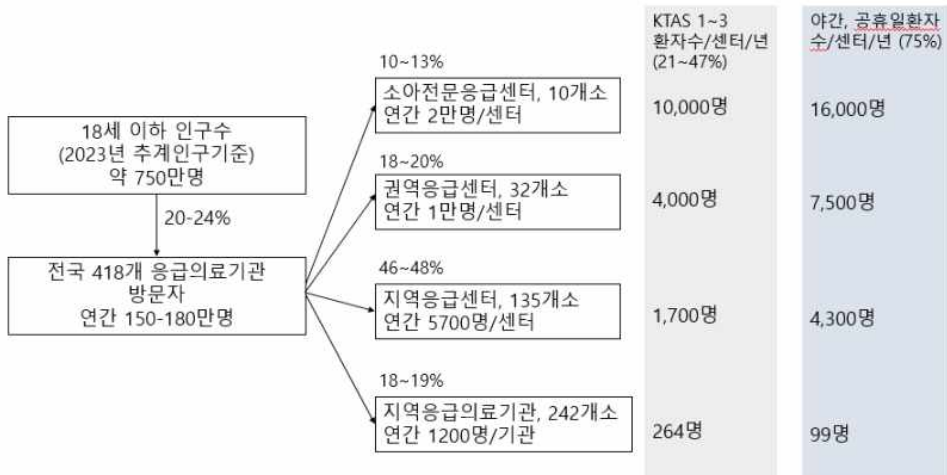 KTAS 1~3
환자수/센터/년
(21~47%)
야간, 공휴일환자
수/센터/년 (75%)
10~13%
소아전문응급센터, 10개소
연간 2만명/센터
10,000명
16,000명
18세 이하 인구수
(2023년 추계인구기준)
약 750만명
18~20%
권역응급센터, 32개소
연간 1만명/센터
4,000명
7,500명
20-24%
전국 418개 응급의료기관
방문자
연간 150-180만명
46~48%
지역응급센터, 135개소
연간 5700명/센터
1,700명
4,300명
18~19%
지역응급의료기관, 242개소
연간 1200명/기관
264명
99명